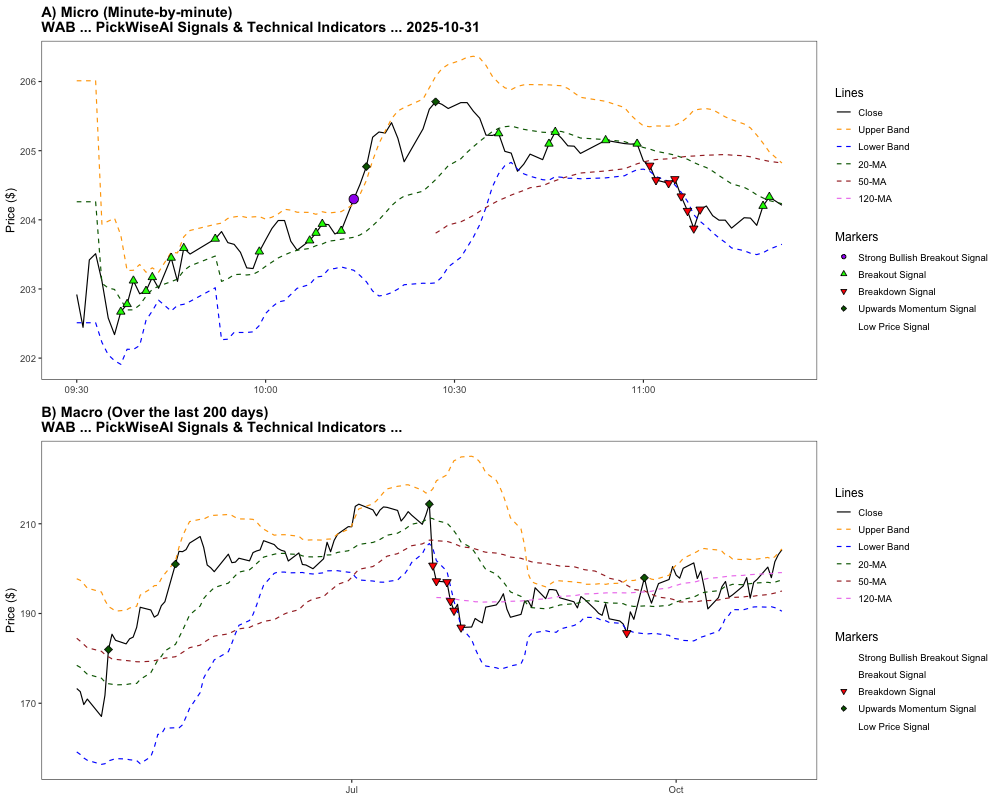 A) Micro (Minute-by-minute)
WAB ... PickWiseAI Signals & Technical Indicators ... 2025-10-31
Price ($)
206
205
204
203
202
09:30
10:00
10:30
11:00
Lines
Close
Upper Band
Lower Band
20-MA
50-MA
120-MA
Markers
Strong Bullish Breakout Signal
Breakout Signal
Breakdown Signal
Upwards Momentum Signal
Low Price Signal
B) Macro (Over the last 200 days)
WAB ... PickWiseAI Signals & Technical Indicators ...
Price ($)
210
190
170
Jul
Oct
Lines
Close
Upper Band
Lower Band
20-MA
50-MA
120-MA
Markers
Strong Bullish Breakout Signal
Breakout Signal
Breakdown Signal
Upwards Momentum Signal
Low Price Signal